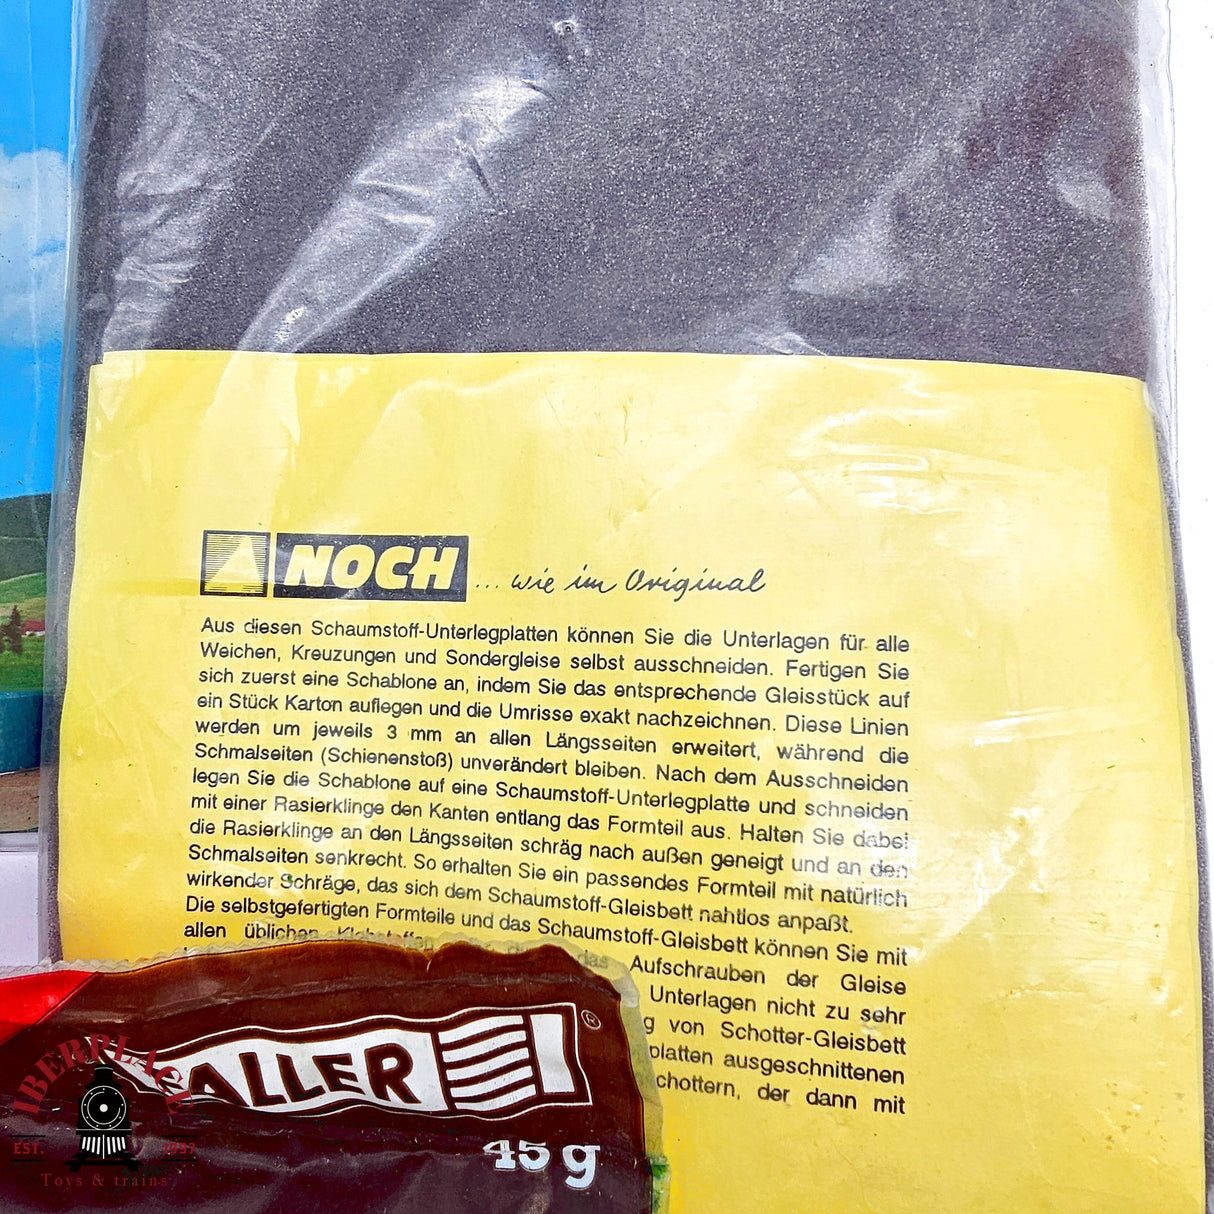 NOCH ... wie im Original
Aus diesen Schaumstoff-Unterlegplatten können Sie die Unterlagen für alle
Weichen, Kreuzungen und Sondergleise selbst ausschneiden. Fertigen Sie
sich zuerst eine Schablone an, indem Sie das entsprechende Gleisstück auf
ein Stück Karton auflegen und die Umrisse exakt nachzeichnen. Diese Linien
werden um jeweils 3 mm an allen Längsseiten erweitert, während die
Schmalseiten (Schienenstoß) unverändert bleiben. Nach dem Ausschneiden
legen Sie die Schablone auf eine Schaumstoff-Unterlegplatte und schneiden
mit einer Rasierklinge den Kanten entlang das Formteil aus. Halten Sie dabei
die Rasierklinge an den Längsseiten schräg nach außen geneigt und an den
Schmalseiten senkrecht. So erhalten Sie ein passendes Formteil mit natürlich
wirkender Schräge, das sich dem Schaumstoff-Gleisbett nahtlos anpaßt.
Die selbstgefertigten Formteile und das Schaumstoff-Gleisbett können Sie mit
allen üblichen Klebstoffen das Aufschrauben der Gleise
Unterlagen nicht zu sehr
g von Schotter-Gleisbett
platten ausgeschnittenen
chottern, der dann mit
ALLER ®
45 g
IBERPLACE
EST. 1997
Toys & trains